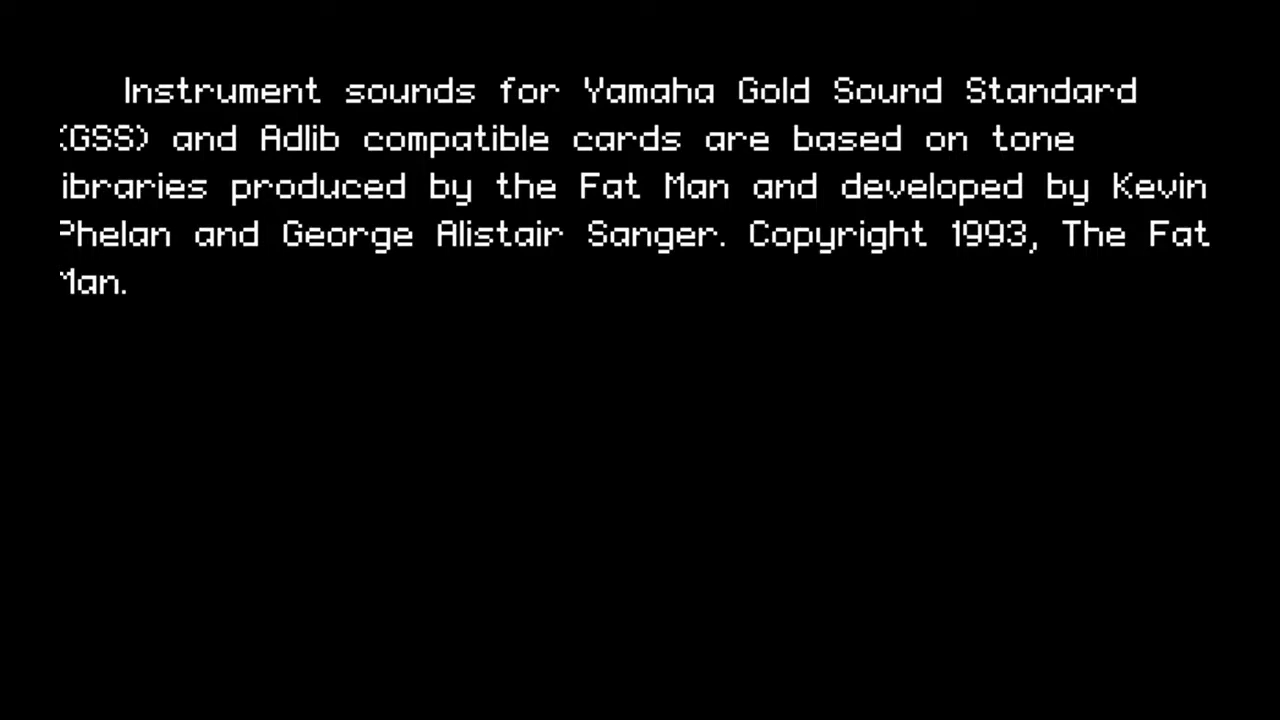 Instrument sounds for Yamaha Gold Sound Standard
(GSS) and Adlib compatible cards are based on tone
ibraries produced by the Fat Man and developed by Kevin
Phelan and George Alistair Sanger. Copyright 1993, The Fat
Man.